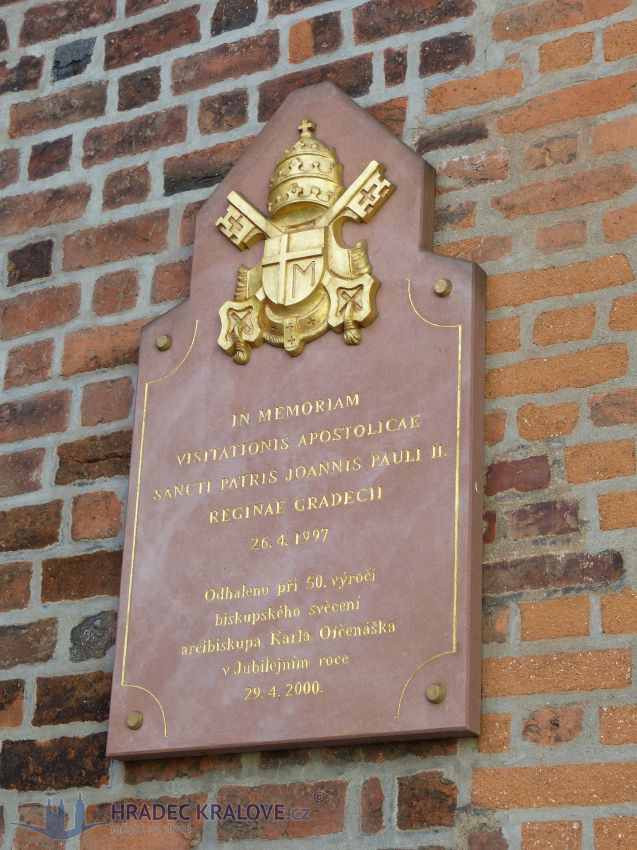 M
IN MEMORIAM
VISITATIONIS APOSTOLICAE
SANCTI PATRIS JOANNIS PAULI II.
REGINAE GRADECII
26. 4. 1997
Odhaleno při 50. výročí
biskupského svěcení
arcibiskupa Karla Otčenáška
v Jubilejním roce
29. 4. 2000.
HRADEC KRALOVE.CZ ©